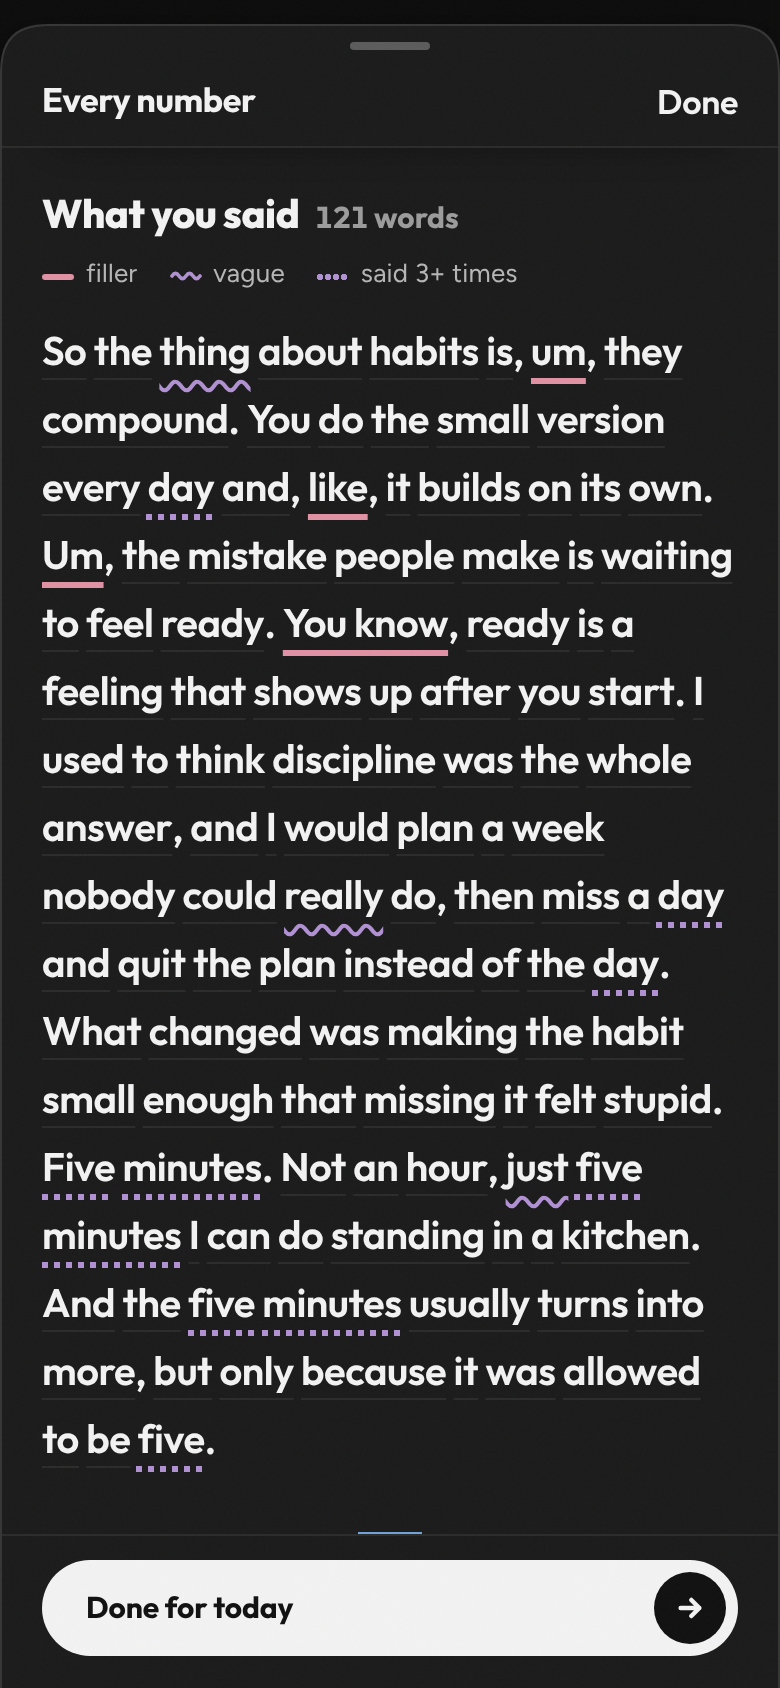 Every number
Done
What you said 121 words
filler vague said 3+ times
So the thing about habits is, um, they
compound. You do the small version
every day and, like, it builds on its own.
Um, the mistake people make is waiting
to feel ready. You know, ready is a
feeling that shows up after you start. I
used to think discipline was the whole
answer, and I would plan a week
nobody could really do, then miss a day
and quit the plan instead of the day.
What changed was making the habit
small enough that missing it felt stupid.
Five minutes. Not an hour, just five
minutes I can do standing in a kitchen.
And the five minutes usually turns into
more, but only because it was allowed
to be five.
Done for today